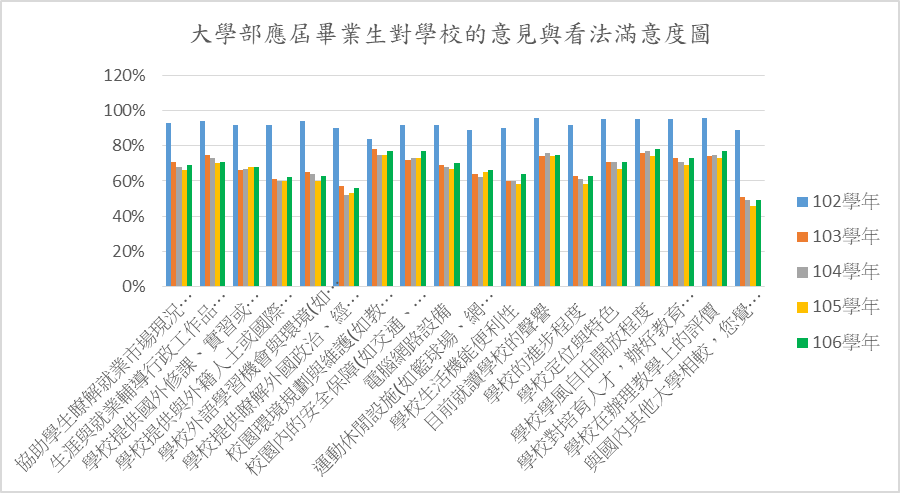 大學部應屆畢業生對學校的意見與看法滿意度圖
120%
100%
80%
60%
40%
20%
0%
協助學生瞭解就業市場現況…
生涯與就業輔導行政工作品…
學校提供國外修課、實習或…
學校提供與外籍人士或國際…
學校外語學習機會與環境(如…
學校提供瞭解外國政治、經…
校園環境規劃與維護(如教…
校園內的安全保障(如交通、…
電腦網路設備
運動休閒設施(如籃球場、網…
學校生活機能便利性
目前就讀學校的聲譽
學校的進步程度
學校定位與特色
學校學風自由開放程度
學校對培育人才，辦好教育…
學校在辦理教學上的評價
與國內其他大學相較，您覺…
102學年
103學年
104學年
105學年
106學年